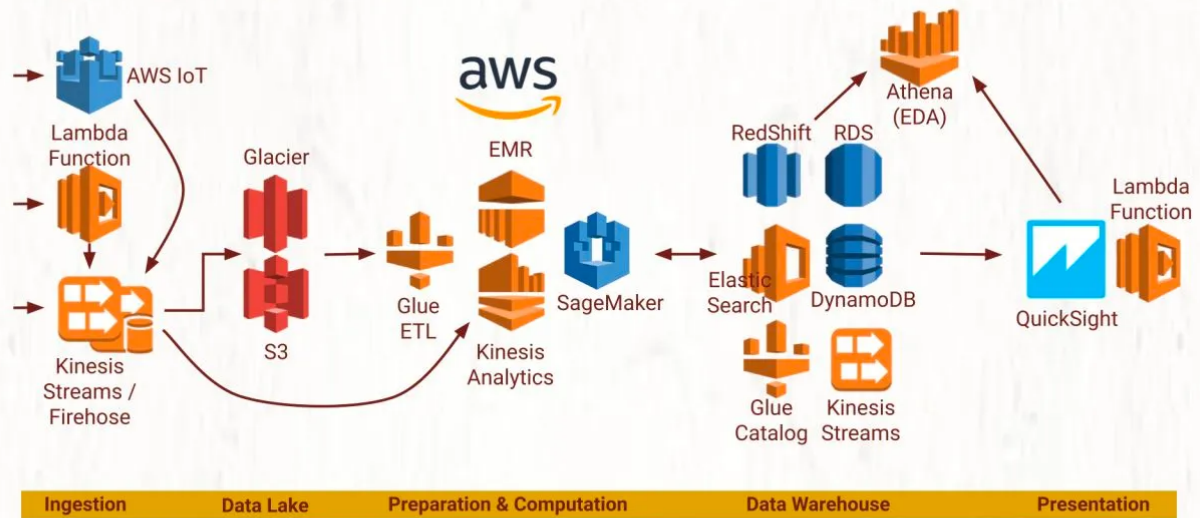 AWS IoT
Lambda
Function
Kinesis
Streams /
Firehose
Glacier
S3
aws
EMR
Glue
ETL
Kinesis
Analytics
SageMaker
Athena
(EDA)
RedShift
RDS
Elastic
Search
DynamoDB
Glue
Catalog
Kinesis
Streams
Lambda
Function
QuickSight
Ingestion
Data Lake
Preparation & Computation
Data Warehouse
Presentation